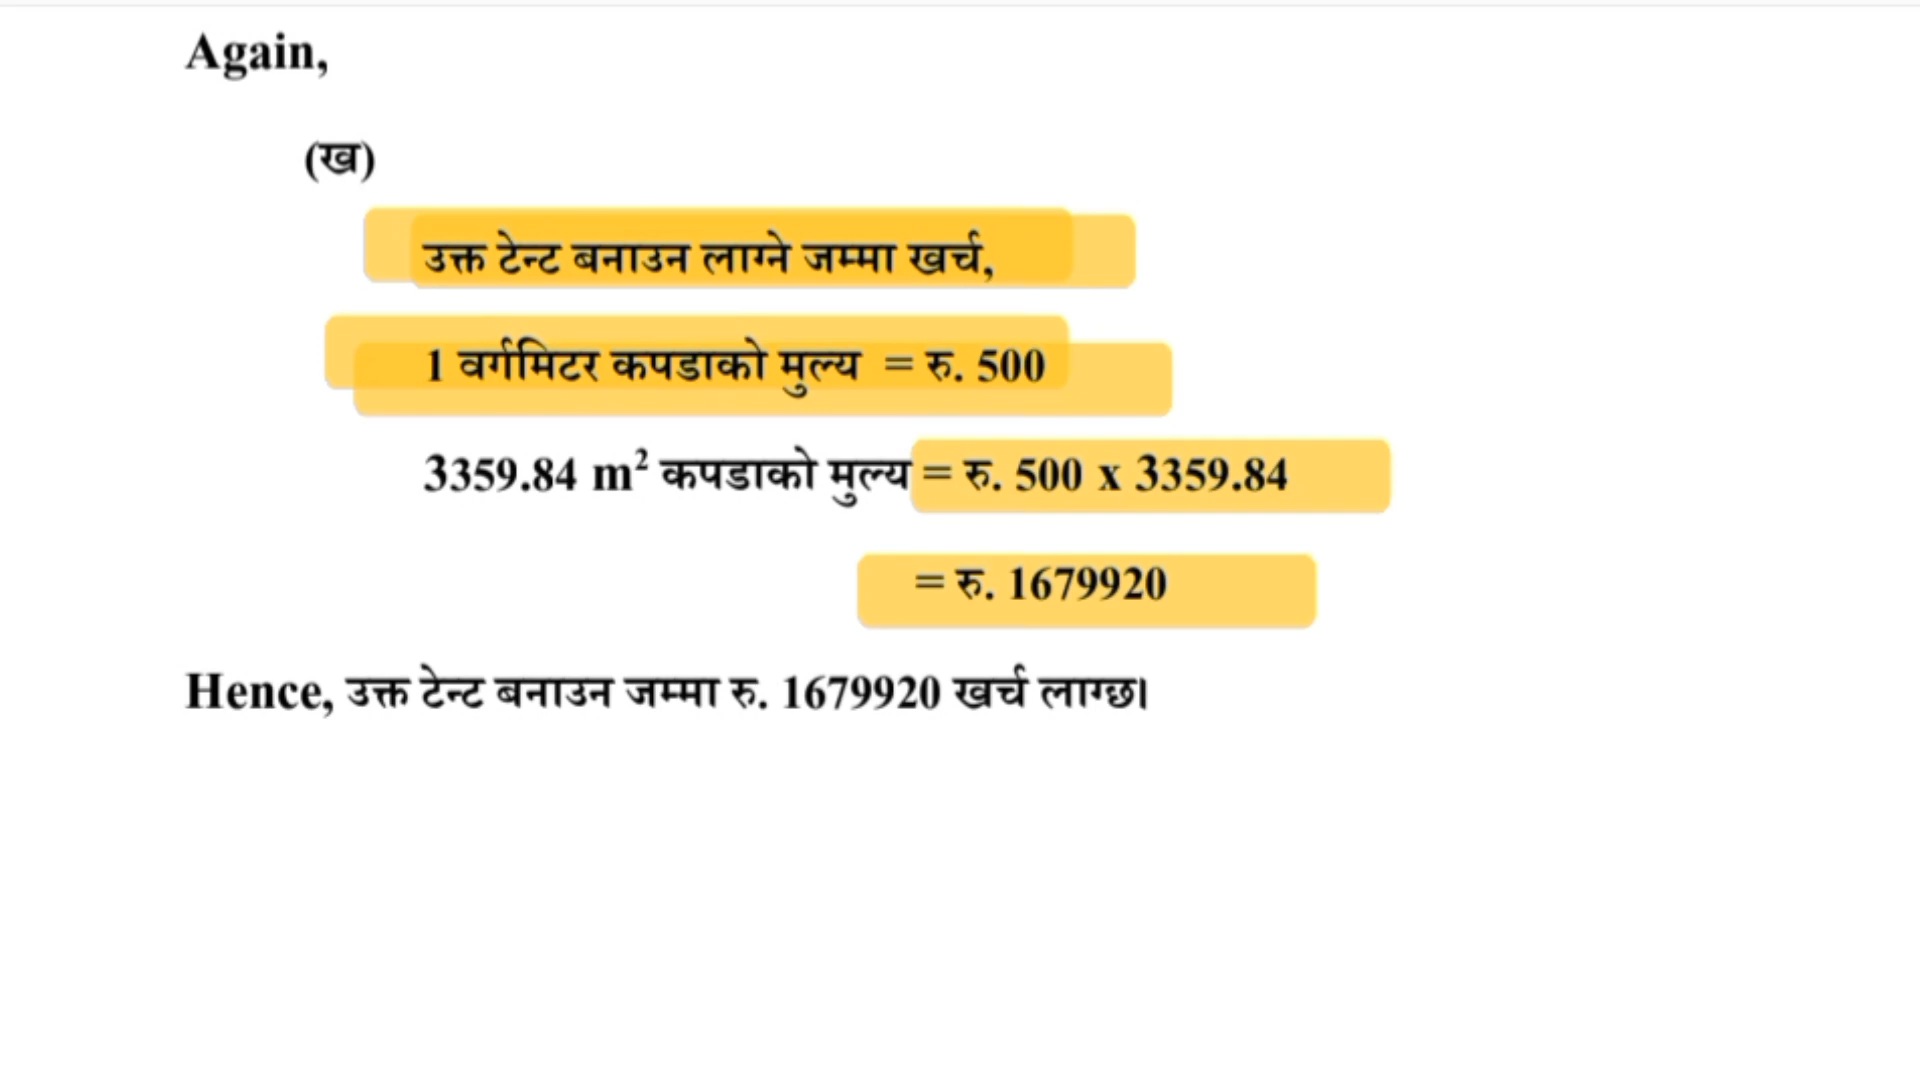 Again,
(ख)
उक्त टेन्ट बनाउन लाग्ने जम्मा खर्च,
1 वर्गमिटर कपडाको मुल्य = रु. 500
3359.84 m² कपडाको मुल्य = रु. 500 x 3359.84
= रु. 1679920
Hence, उक्त टेन्ट बनाउन जम्मा रु. 1679920 खर्च लाग्छ।